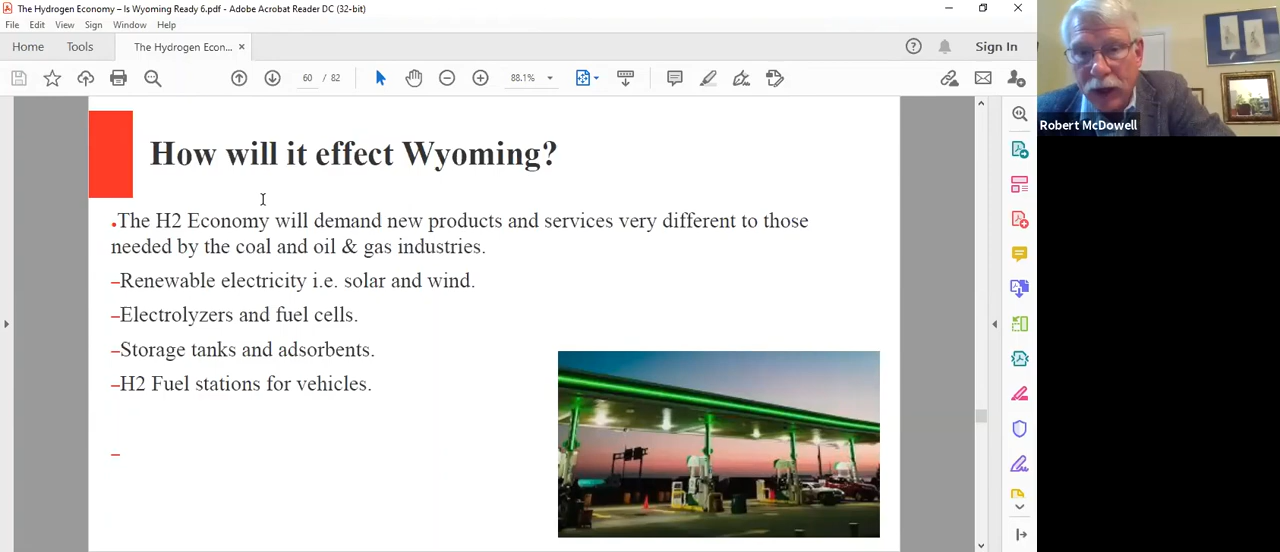 The Hydrogen Economy – Is Wyoming Ready 6.pdf - Adobe Acrobat Reader DC (32-bit)
File Edit View Sign Window Help
Home Tools The Hydrogen Econ... × Sign In
60 / 82 88.1%
How will it effect Wyoming?
•The H2 Economy will demand new products and services very different to those
needed by the coal and oil & gas industries.
–Renewable electricity i.e. solar and wind.
–Electrolyzers and fuel cells.
–Storage tanks and adsorbents.
–H2 Fuel stations for vehicles.
–
Robert McDowell